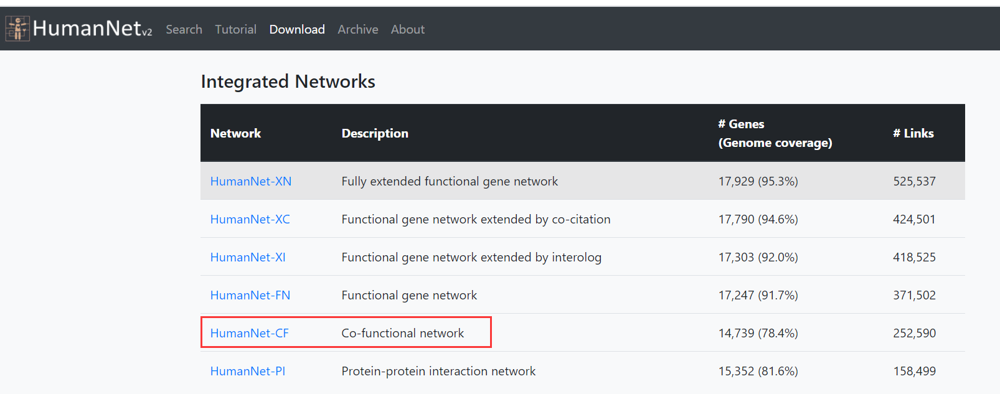 HumanNetv2 Search Tutorial Download Archive About
Integrated Networks
Network Description # Genes (Genome coverage) # Links
HumanNet-XN Fully extended functional gene network 17,929 (95.3%) 525,537
HumanNet-XC Functional gene network extended by co-citation 17,790 (94.6%) 424,501
HumanNet-XI Functional gene network extended by interolog 17,303 (92.0%) 418,525
HumanNet-FN Functional gene network 17,247 (91.7%) 371,502
HumanNet-CF Co-functional network 14,739 (78.4%) 252,590
HumanNet-PI Protein-protein interaction network 15,352 (81.6%) 158,499